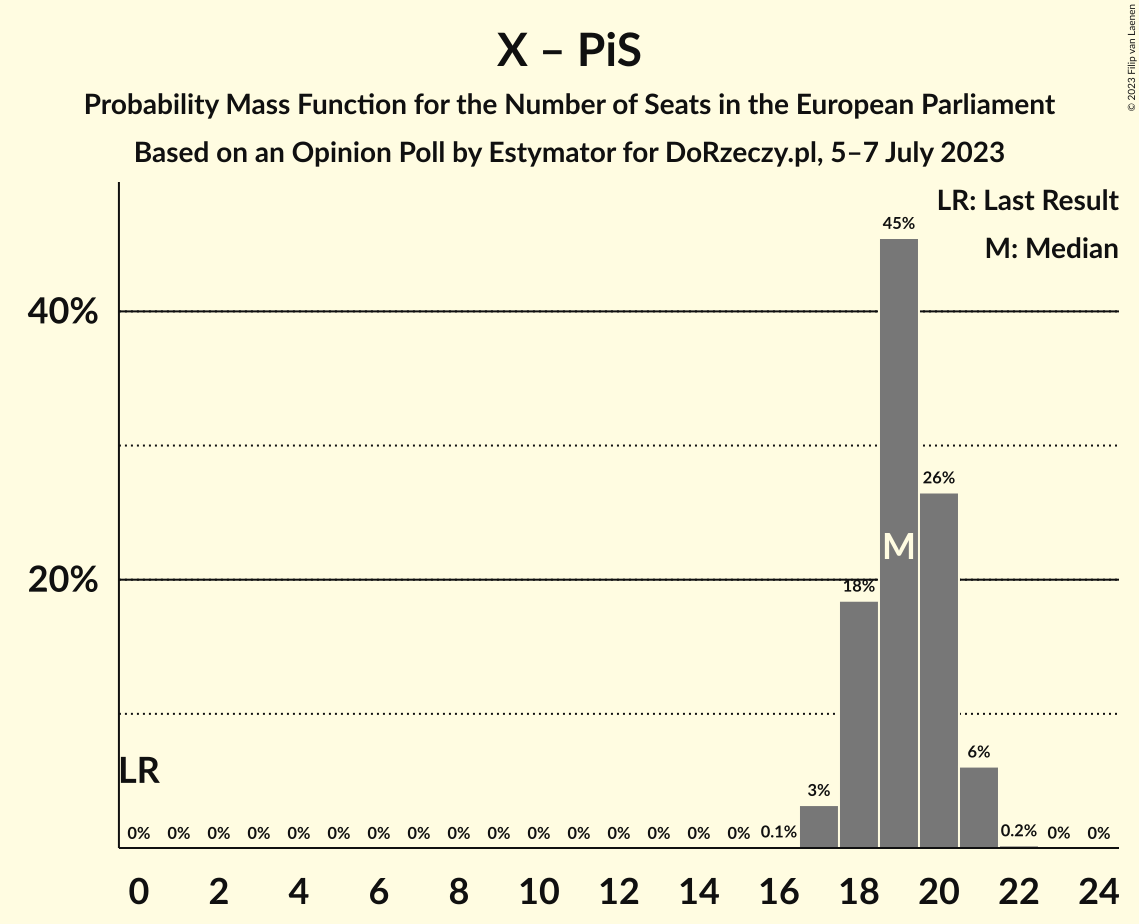 X – PiS
Probability Mass Function for the Number of Seats in the European Parliament
Based on an Opinion Poll by Estymator for DoRzeczy.pl, 5–7 July 2023
© 2023 Filip van Laenen
LR: Last Result
M: Median
40%
20%
LR
M
0% 0% 0% 0% 0% 0% 0% 0% 0% 0% 0% 0% 0% 0% 0% 0% 0.1% 3% 18% 45% 26% 6% 0.2% 0% 0%
0 2 4 6 8 10 12 14 16 18 20 22 24